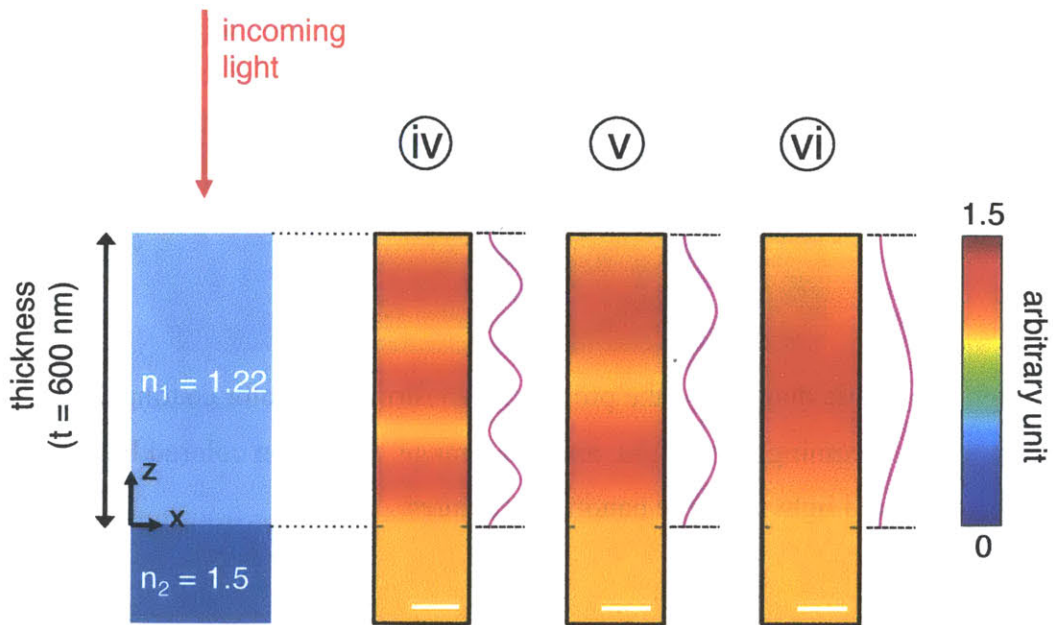 incoming
light
iv
v
vi
1.5
thickness
(t = 600 nm)
n₁ = 1.22
z
x
n₂ = 1.5
arbitrary unit
0